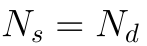 N_s = N_d